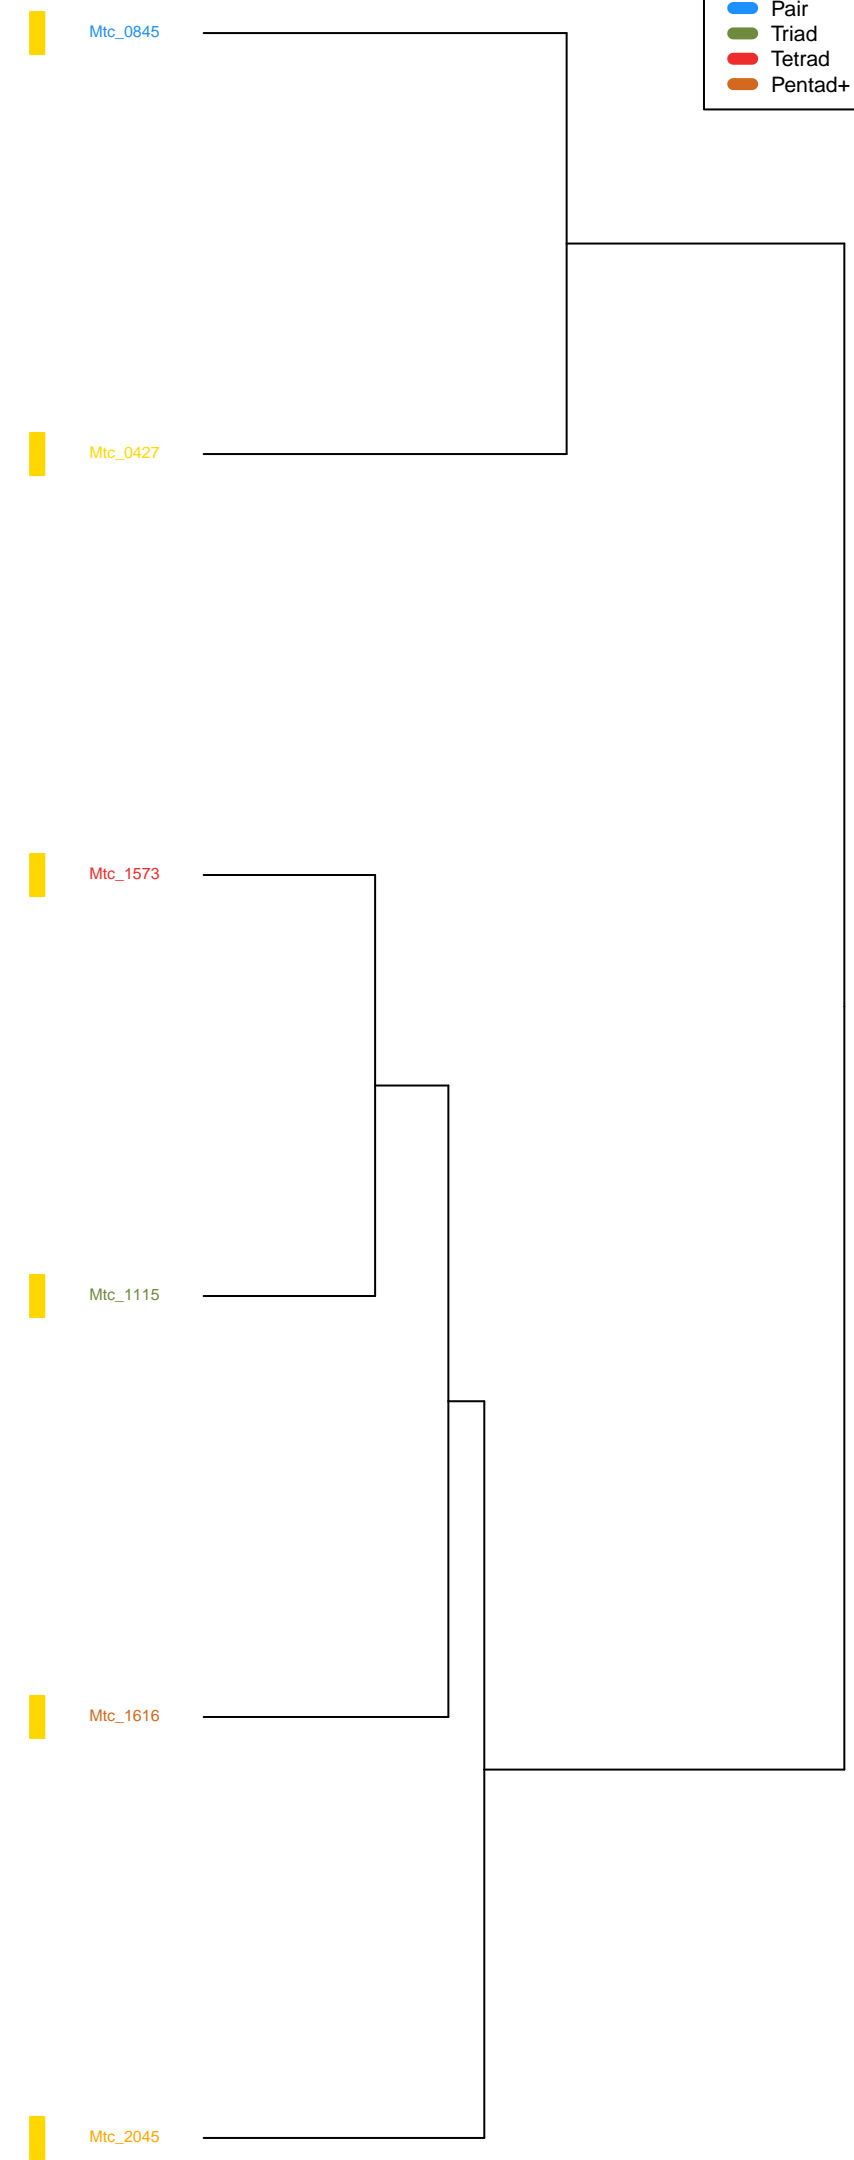 Pair
Triad
Tetrad
Pentad+
Mtc_0845
Mtc_0427
Mtc_1573
Mtc_1115
Mtc_1616
Mtc_2045